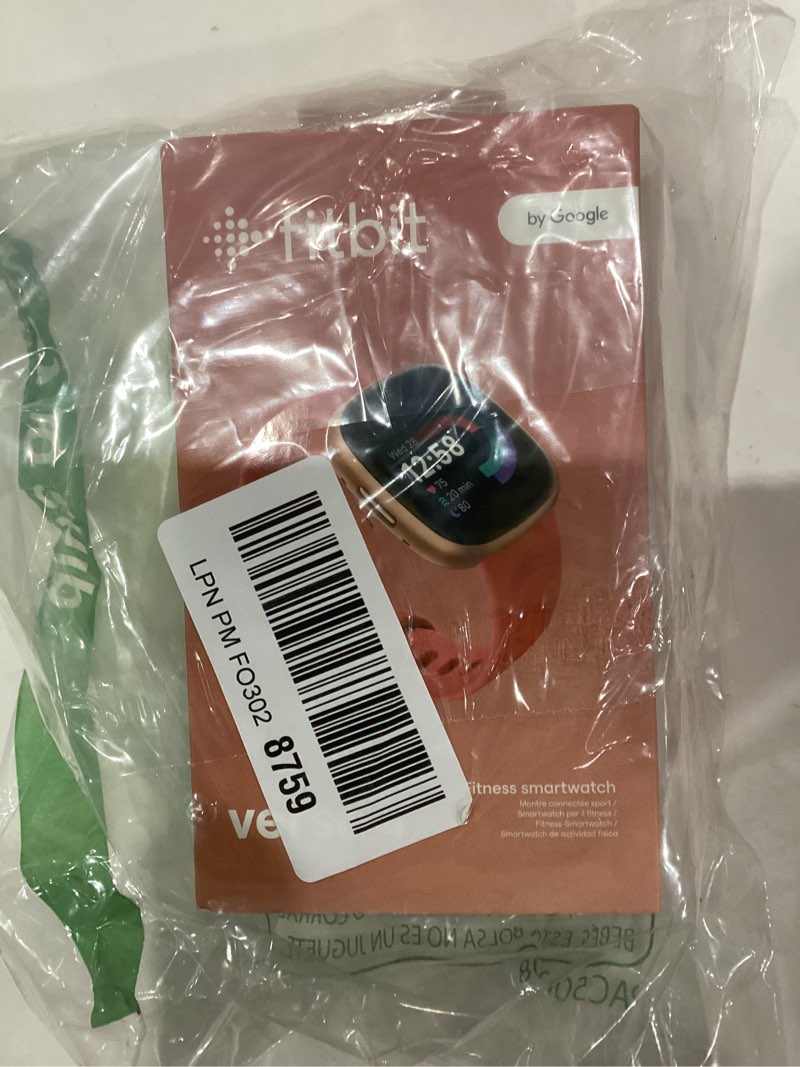 fitbit
by Google
Wed 28
12:58
75
20 min
80
LPN PM FO302 8759
Fitness smartwatch
Montre connectée sport /
Smartwatch per il fitness /
Fitness-Smartwatch /
Smartwatch de actividad física
ve
BEBÉS ESTA BOLSA NO ES UN JUGUETE